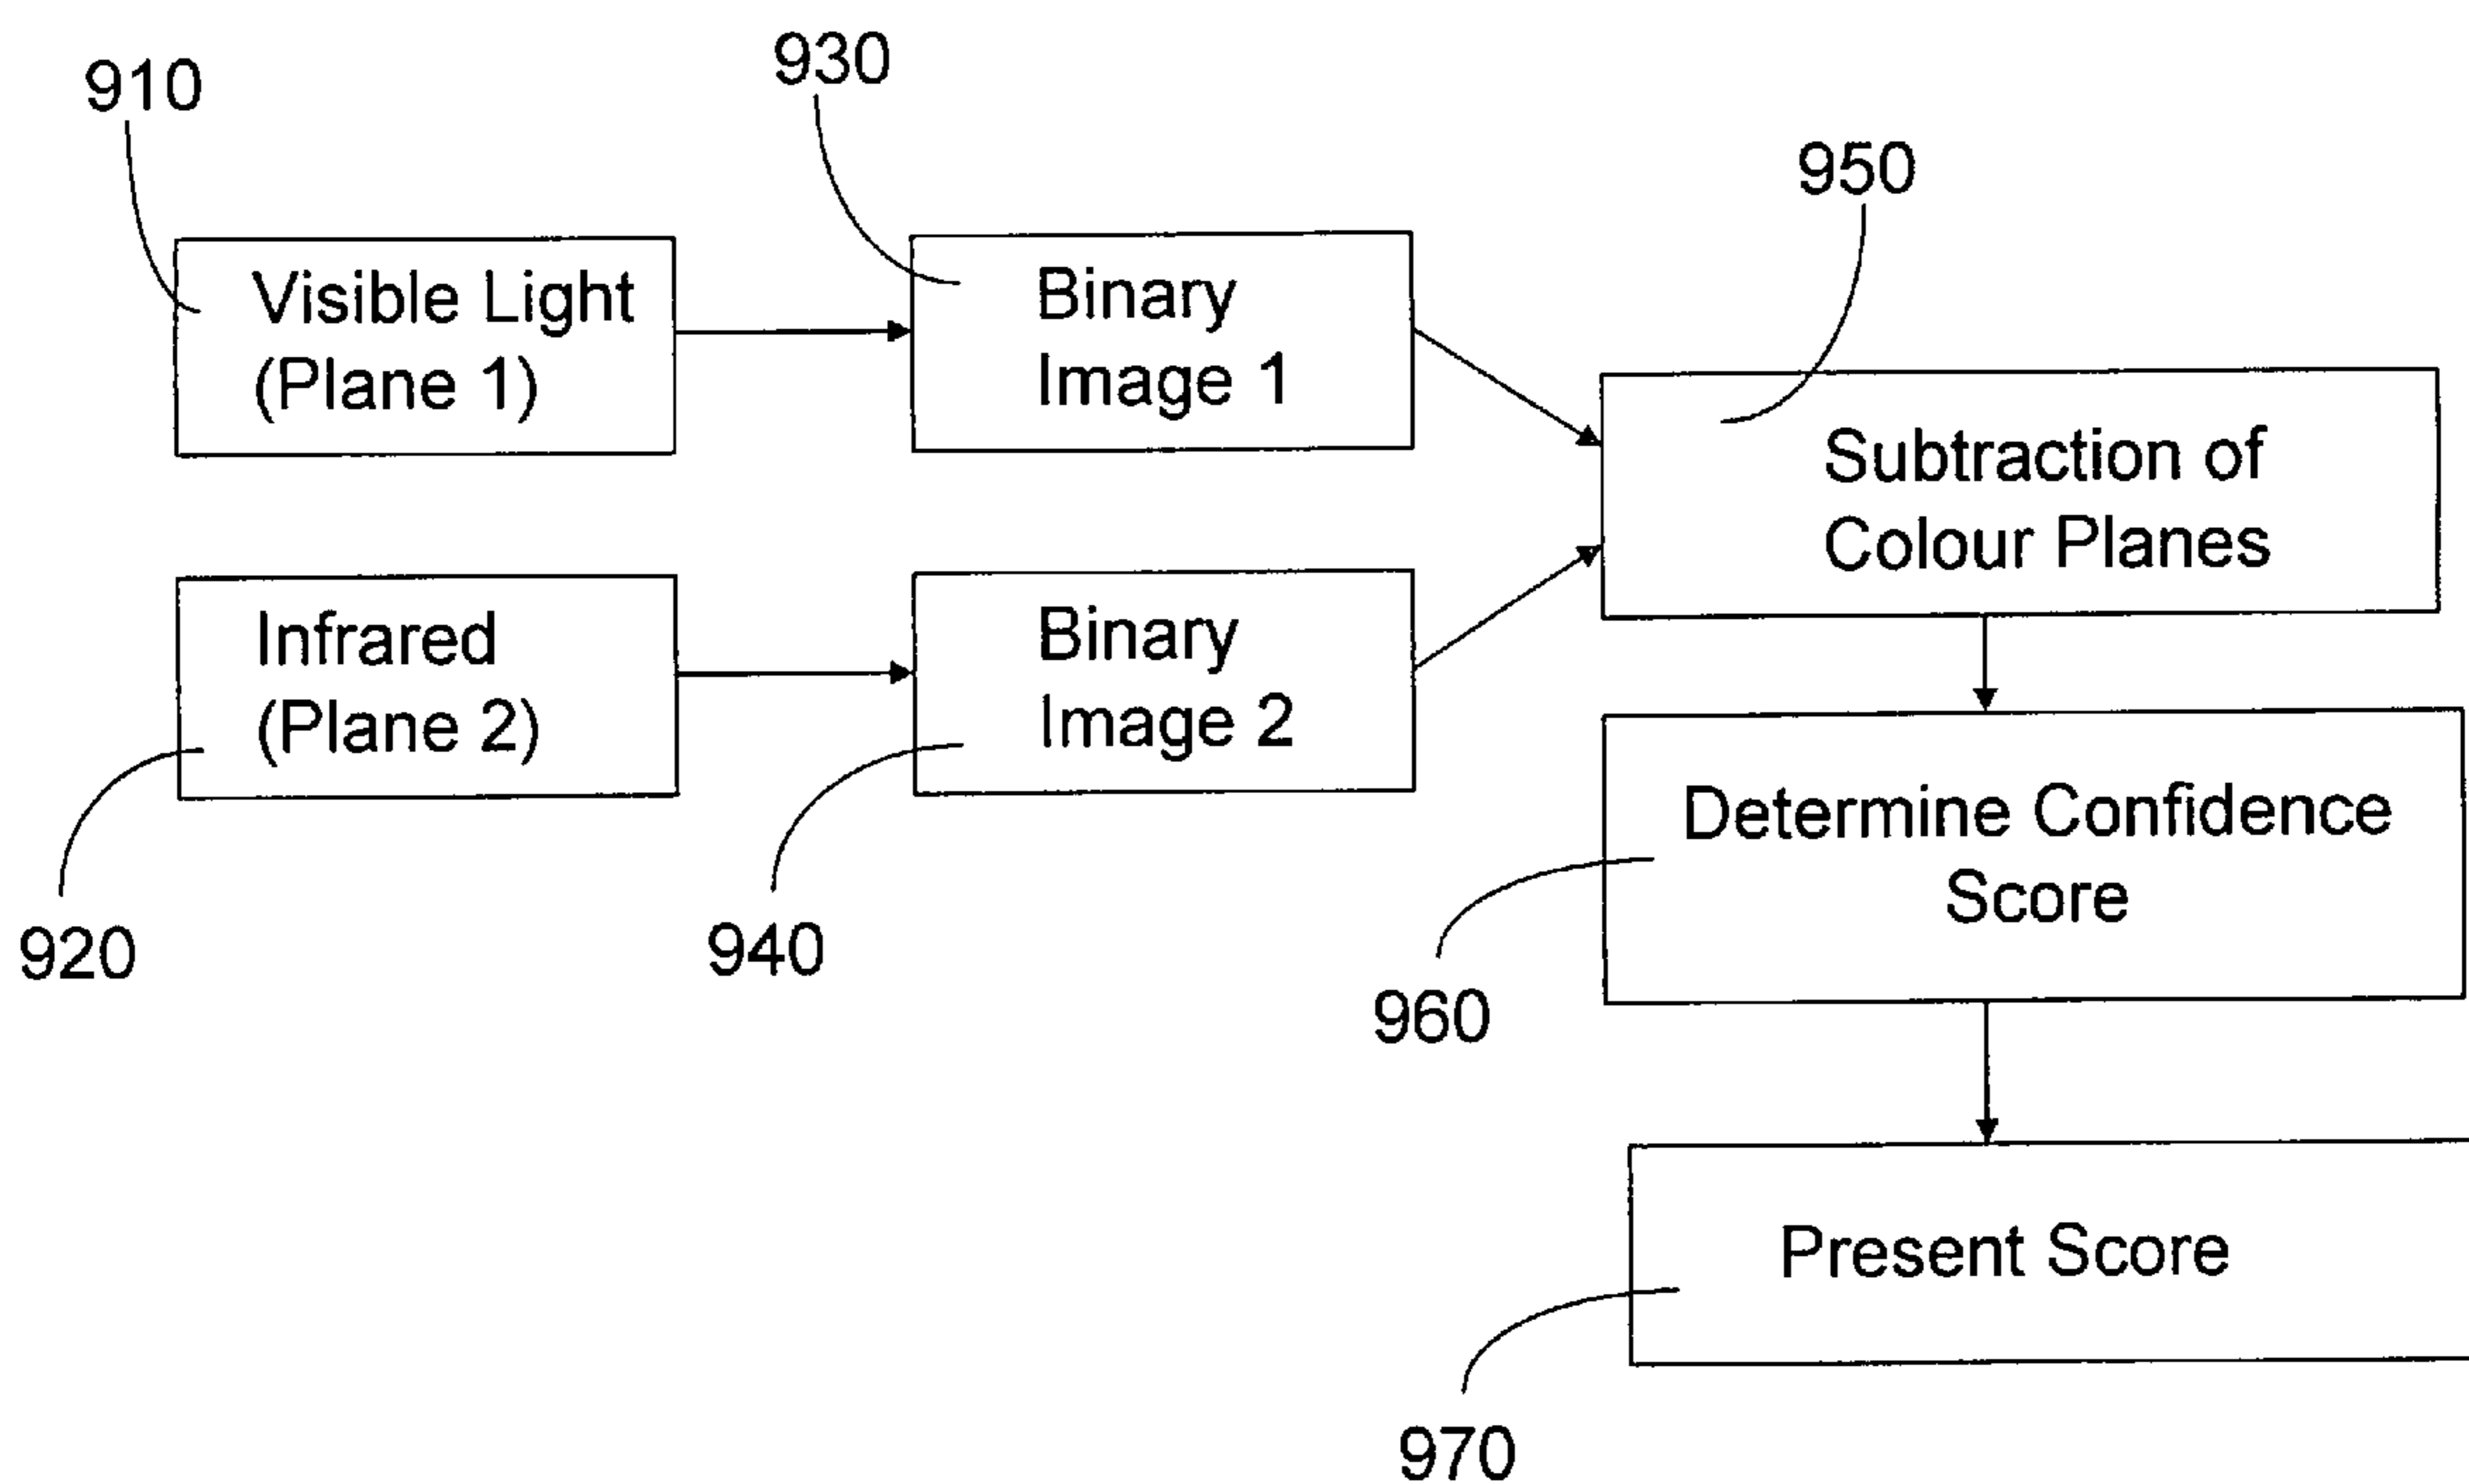 910
930
950
Visible Light
(Plane 1)
Binary
Image 1
Subtraction of
Colour Planes
Infrared
(Plane 2)
Binary
Image 2
Determine Confidence
Score
920
940
960
Present Score
970